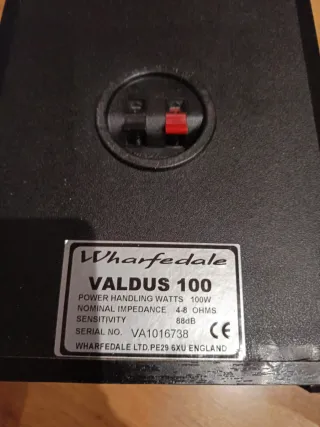 Wharfedale
VALDUS 100
POWER HANDLING WATTS 100W
NOMINAL IMPEDANCE 4-8 OHMS
SENSITIVITY 88dB
SERIAL NO. VA1016738 CE
WHARFEDALE LTD. PE29 6XU ENGLAND